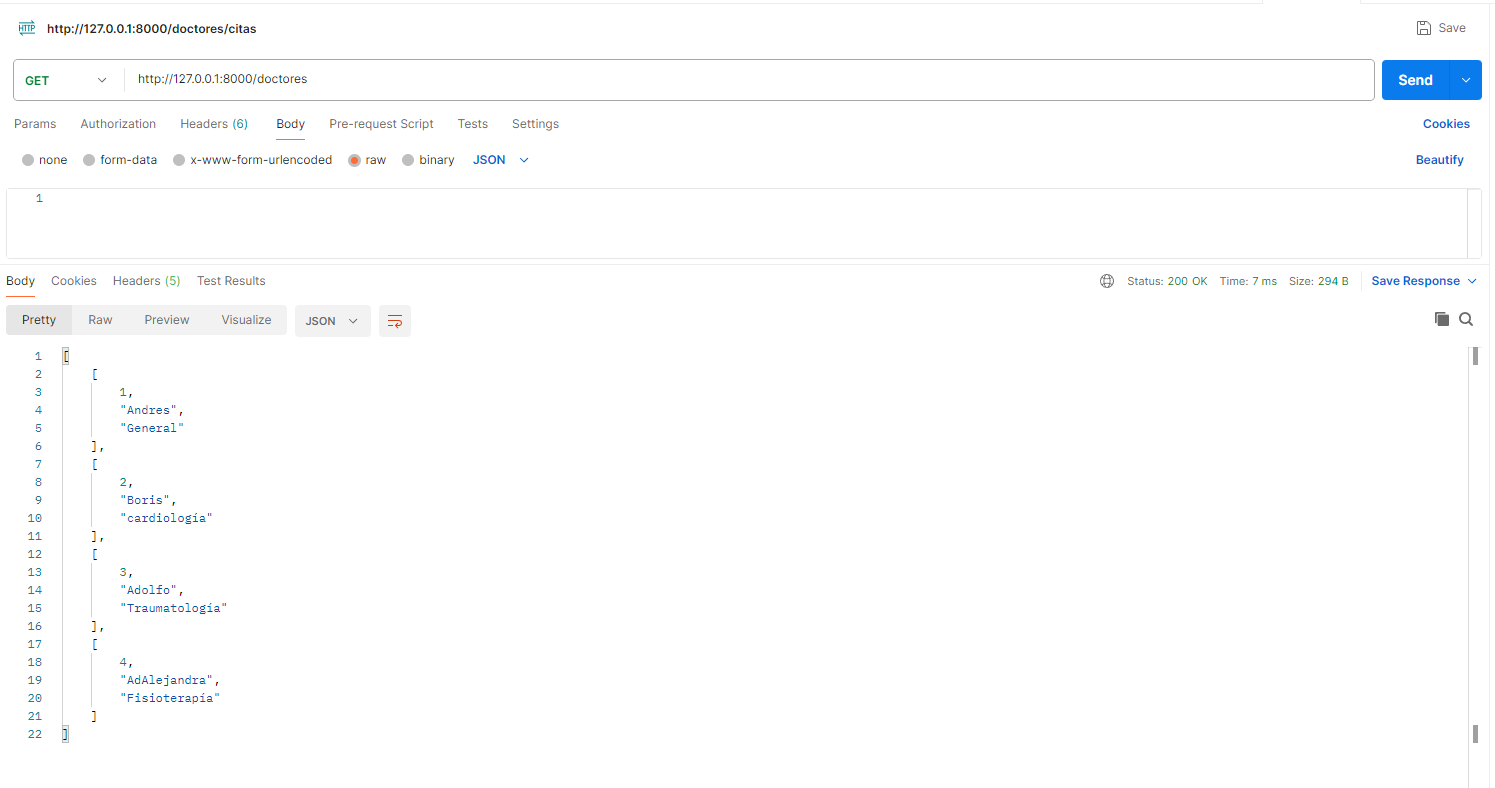 HTTP http://127.0.0.1:8000/doctores/citas Save
GET http://127.0.0.1:8000/doctores Send
Params Authorization Headers (6) Body Pre-request Script Tests Settings Cookies
none form-data x-www-form-urlencoded raw binary JSON Beautify
1
Body Cookies Headers (5) Test Results Status: 200 OK Time: 7 ms Size: 294 B Save Response
Pretty Raw Preview Visualize JSON
1 [
2 [
3 1,
4 "Andres",
5 "General"
6 ],
7 [
8 2,
9 "Boris",
10 "cardiología"
11 ],
12 [
13 3,
14 "Adolfo",
15 "Traumatología"
16 ],
17 [
18 4,
19 "AdAlejandra",
20 "Fisioterapía"
21 ]
22 ]